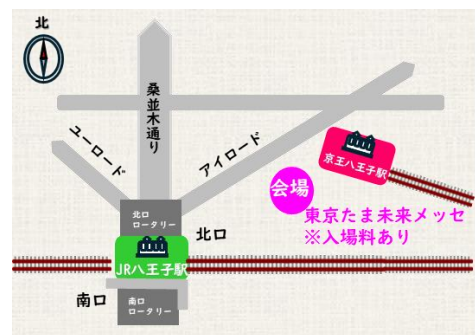 北
桑並木通り
ユーロード
アイロード
京王八王子駅
会場
東京たま未来メッセ
※入場料あり
北口
ロータリー
北口
JR八王子駅
南口
南口
ロータリー